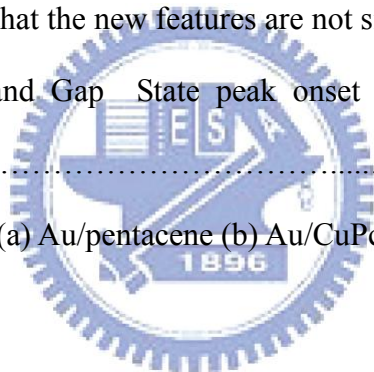 hat the new features are not s
and Gap State peak onset
……………………………......
(a) Au/pentacene (b) Au/CuPc
E S A
1896